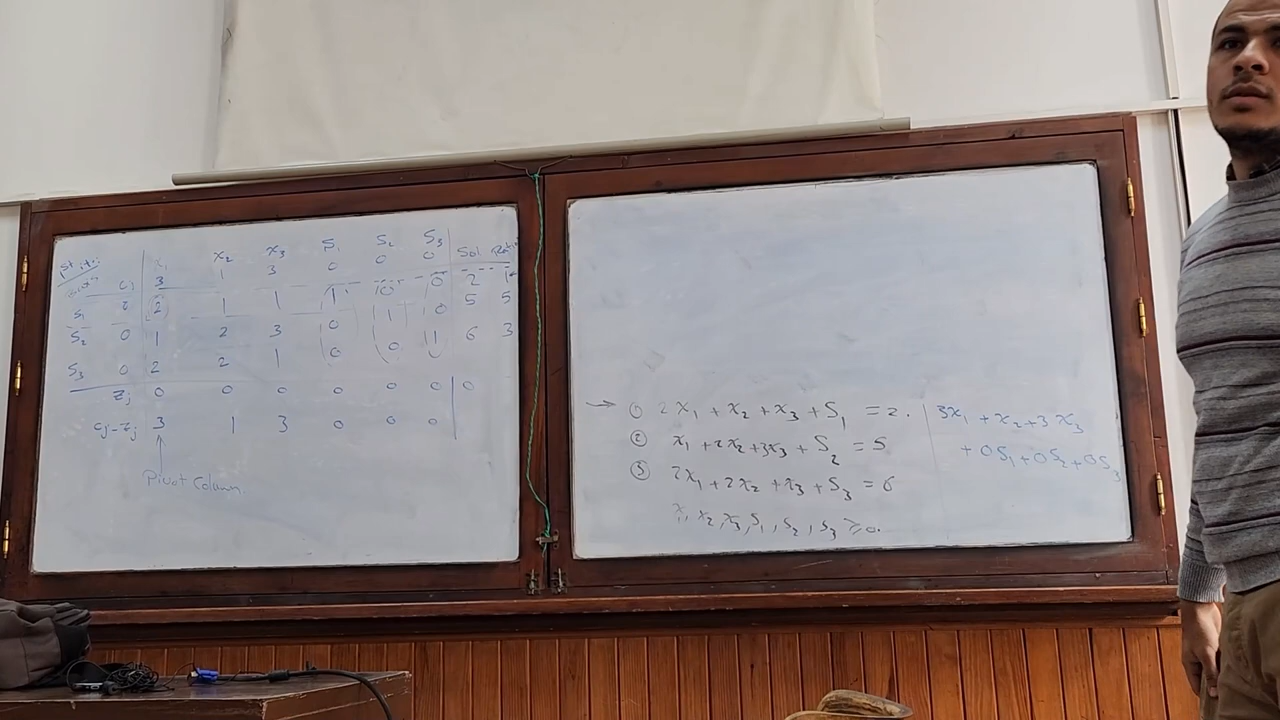 x₁ x₂ x₃ S₁ S₂ S₃ Sol
Cj 3 1 3 0 0 0
S₁ 2 1 1 1 0 0 2 1
S₂ 0 1 2 3 0 1 0 5 5
S₃ 0 2 2 1 0 0 1 6 3
Zj 0 0 0 0 0 0 0
Cj-Zj 3 1 3 0 0 0
↑
Pivot Column.
→ ① 2x₁ + x₂ + x₃ + S₁ = 2.
② x₁ + 2x₂ + 3x₃ + S₂ = 5
③ 2x₁ + 2x₂ + x₃ + S₃ = 6
x₁, x₂, x₃, S₁, S₂, S₃ ≥ 0.
3x₁ + x₂ + 3x₃
+ 0S₁ + 0S₂ + 0S₃